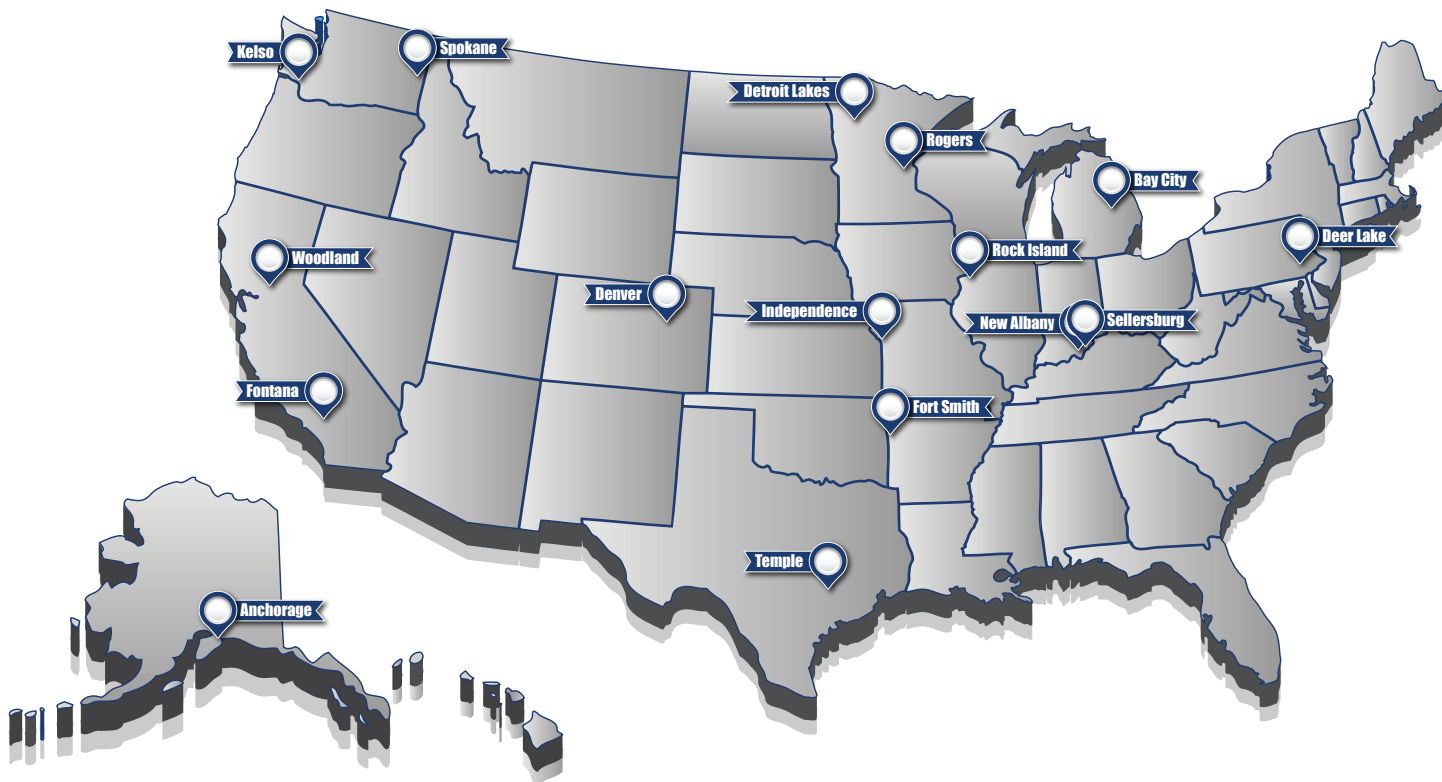 Kelso
Spokane
Detroit Lakes
Rogers
Bay City
Deer Lake
Rock Island
Woodland
Denver
Independence
New Albany
Sellersburg
Fontana
Fort Smith
Temple
Anchorage